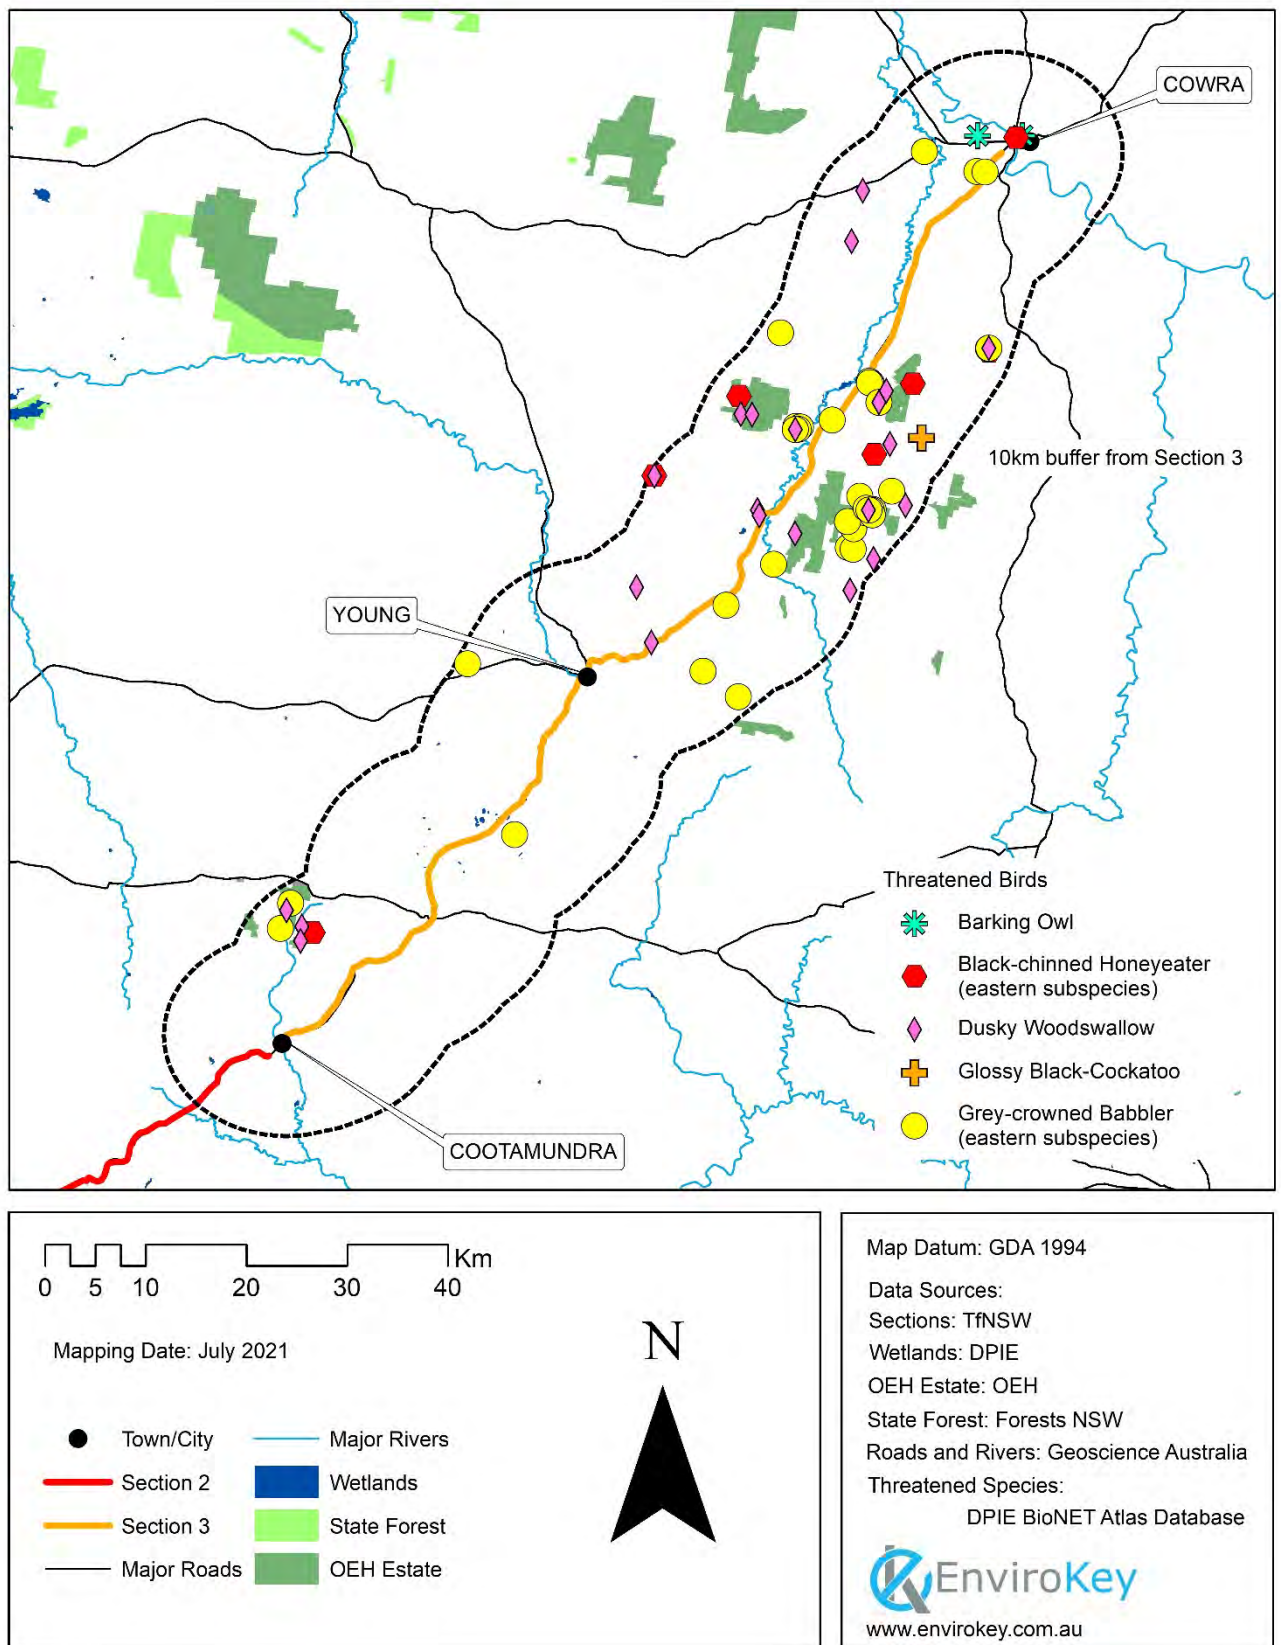 COWRA
10km buffer from Section 3
YOUNG
Threatened Birds
Barking Owl
Black-chinned Honeyeater
(eastern subspecies)
Dusky Woodswallow
Glossy Black-Cockatoo
Grey-crowned Babbler
(eastern subspecies)
COOTAMUNDRA
Km
0 5 10 20 30 40
Mapping Date: July 2021
N
Town/City
Section 2
Section 3
Major Roads
Major Rivers
Wetlands
State Forest
OEH Estate
Map Datum: GDA 1994
Data Sources:
Sections: TfNSW
Wetlands: DPIE
OEH Estate: OEH
State Forest: Forests NSW
Roads and Rivers: Geoscience Australia
Threatened Species:
DPIE BioNET Atlas Database
EnviroKey
www.envirokey.com.au